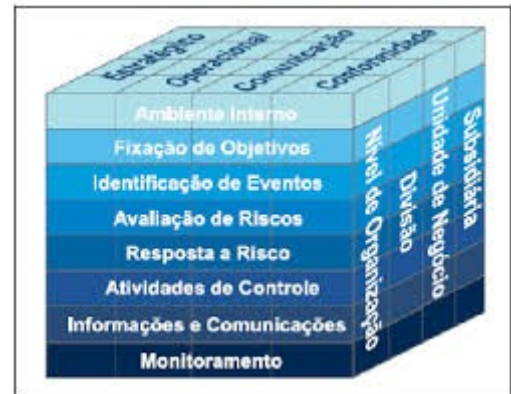 Estratégico
Operacional
Comunicação
Conformidade
Ambiente Interno
Fixação de Objetivos
Identificação de Eventos
Avaliação de Riscos
Resposta a Risco
Atividades de Controle
Informações e Comunicações
Monitoramento
Nível de Organização
Divisão
Unidade de Negócio
Subsidiária